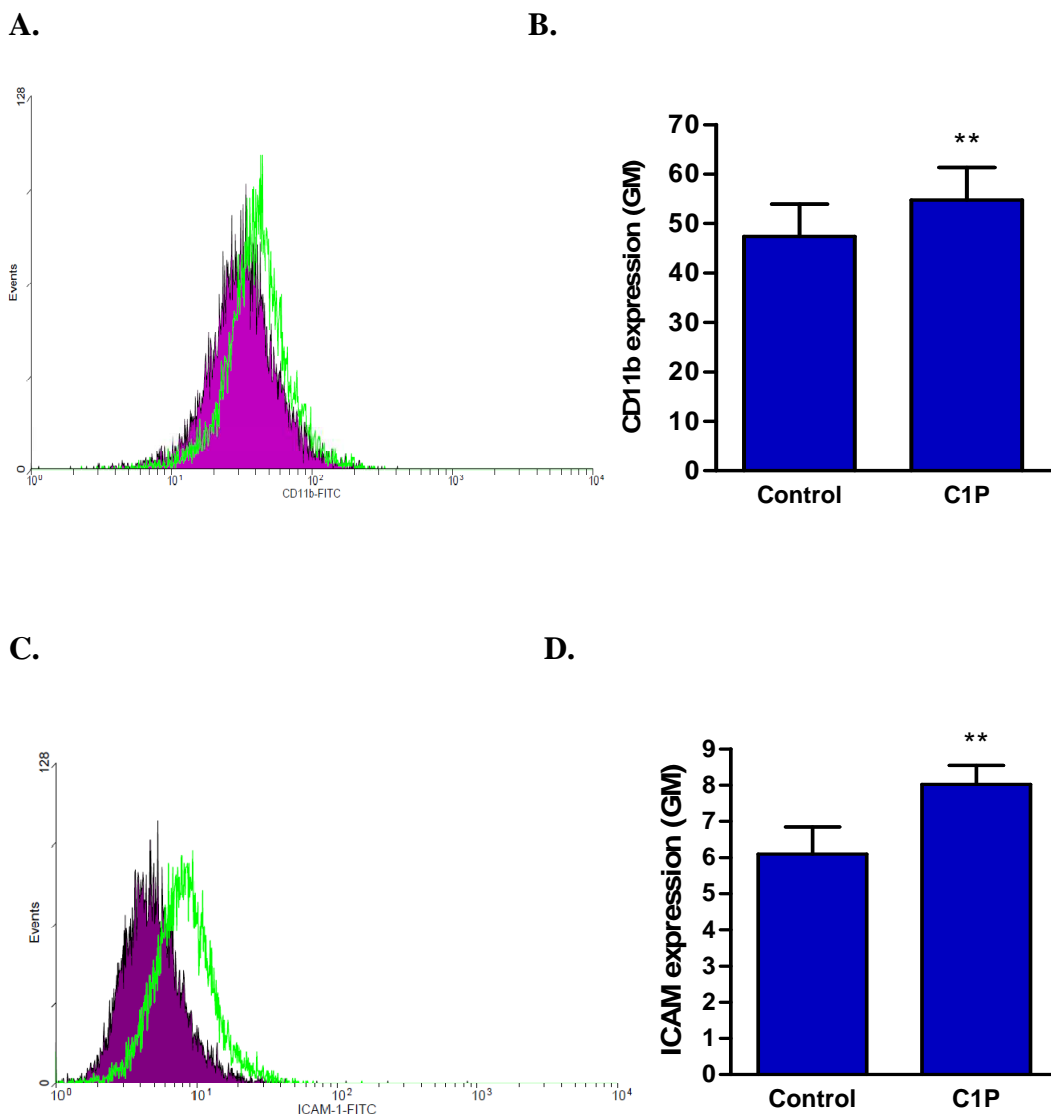 A.
B.
128
Events
0
10⁰ 10¹ 10² 10³ 10⁴
CD11b-FITC
CD11b expression (GM)
70
60
50
40
30
20
10
0
**
Control C1P
C.
D.
128
Events
0
10⁰ 10¹ 10² 10³ 10⁴
ICAM-1-FITC
ICAM expression (GM)
9
8
7
6
5
4
3
2
1
0
**
Control C1P